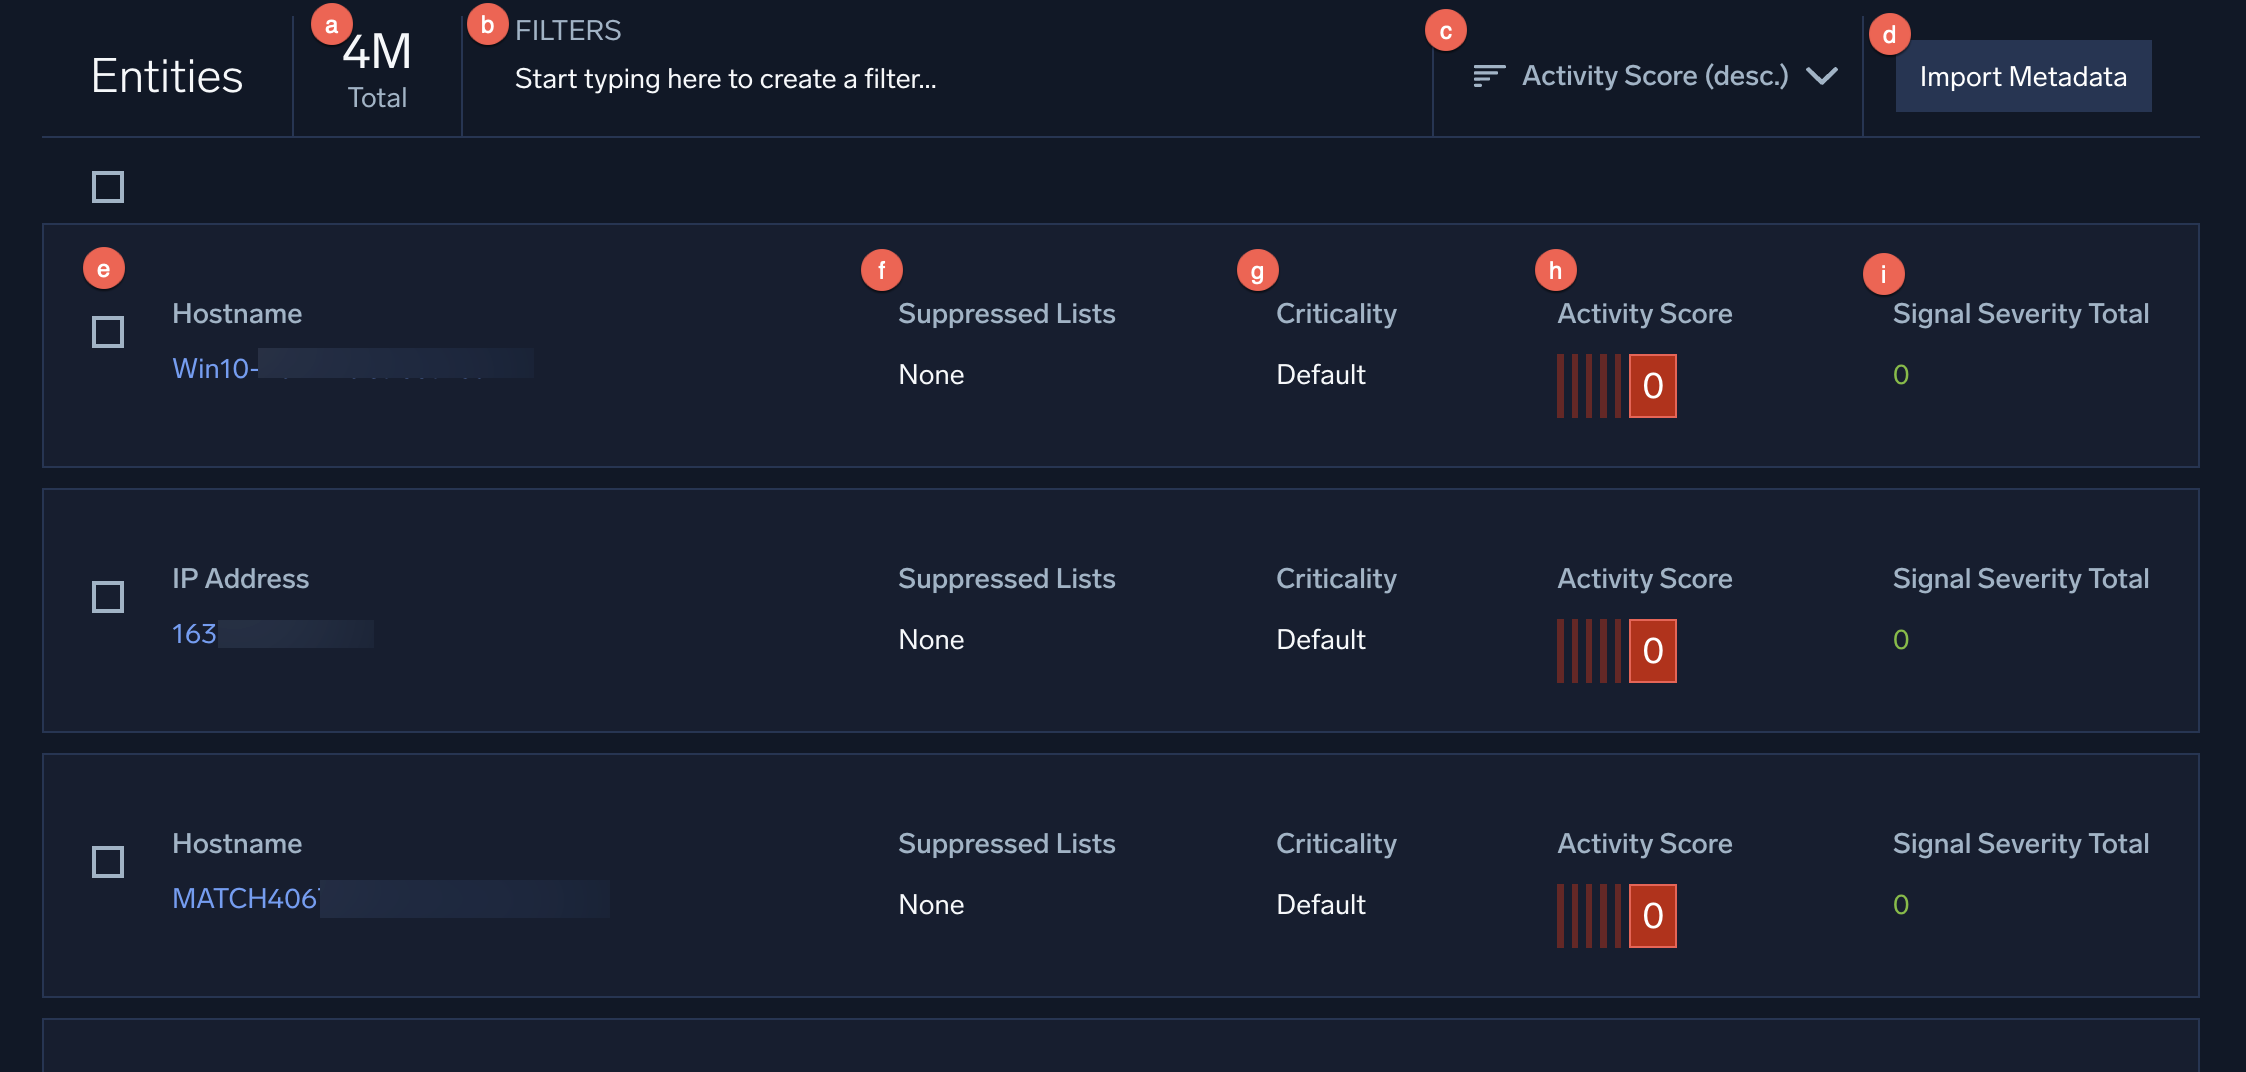 a
4M
Total
Entities
b
FILTERS
Start typing here to create a filter...
c
Activity Score (desc.)
d
Import Metadata
e
Hostname
Win10-
f
Suppressed Lists
None
g
Criticality
Default
h
Activity Score
0
i
Signal Severity Total
0
IP Address
163
Suppressed Lists
None
Criticality
Default
Activity Score
0
Signal Severity Total
0
Hostname
MATCH406
Suppressed Lists
None
Criticality
Default
Activity Score
0
Signal Severity Total
0